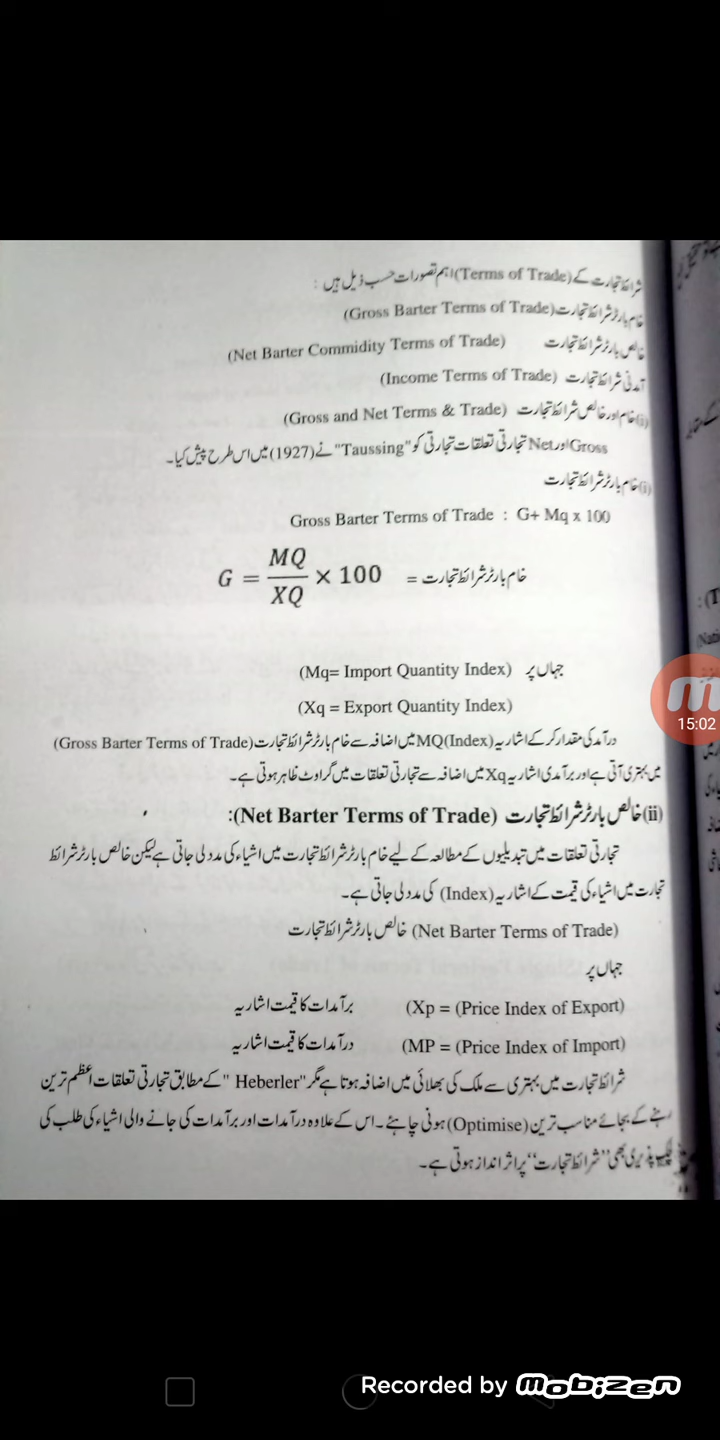 شرائط تجارت کے (Terms of Trade) اہم تصورات حسب ذیل ہیں :
خام بارٹر شرائط تجارت (Gross Barter Terms of Trade)
خالص بارٹر شرائط تجارت (Net Barter Commidity Terms of Trade)
آمدنی شرائط تجارت (Income Terms of Trade)
(i) خام اور خالص شرائط تجارت (Gross and Net Terms & Trade)
Gross اور Net تجارتی تعلقات تجارتی کو "Taussing" نے (1927) میں اس طرح پیش کیا۔
(i) خام بارٹر شرائط تجارت
Gross Barter Terms of Trade : G+ Mq x 100
خام بارٹر شرائط تجارت = G = MQ/XQ × 100
جہاں پر (Mq= Import Quantity Index)
(Xq = Export Quantity Index)
درآمد کی مقدار کر کے اشاریہ MQ(Index) میں اضافہ سے خام بارٹر شرائط تجارت (Gross Barter Terms of Trade)
میں بہتری آتی ہے اور برآمدی اشاریہ Xq میں اضافہ سے تجارتی تعلقات میں گراوٹ ظاہر ہوتی ہے۔
(ii) خالص بارٹر شرائط تجارت (Net Barter Terms of Trade):
تجارتی تعلقات میں تبدیلیوں کے مطالعہ کے لیے خام بارٹر شرائط تجارت میں اشیاء کی مدد لی جاتی ہے لیکن خالص بارٹر شرائط
تجارت میں اشیاء کی قیمت کے اشاریہ (Index) کی مدد لی جاتی ہے۔
(Net Barter Terms of Trade) خالص بارٹر شرائط تجارت
جہاں پر
(Xp = (Price Index of Export) برآمدات کا قیمت اشاریہ
(MP = (Price Index of Import) درآمدات کا قیمت اشاریہ
شرائط تجارت میں بہتری سے ملک کی بھلائی میں اضافہ ہوتا ہے مگر "Heberler" کے مطابق تجارتی تعلقات اعظم ترین
رہنے کے بجائے مناسب ترین (Optimise) ہونی چاہئے۔ اس کے علاوہ درآمدات اور برآمدات کی جانے والی اشیاء کی طلب کی
لچک پذیری بھی "شرائط تجارت" پر اثر انداز ہوتی ہے۔
15:02
Recorded by mobizen